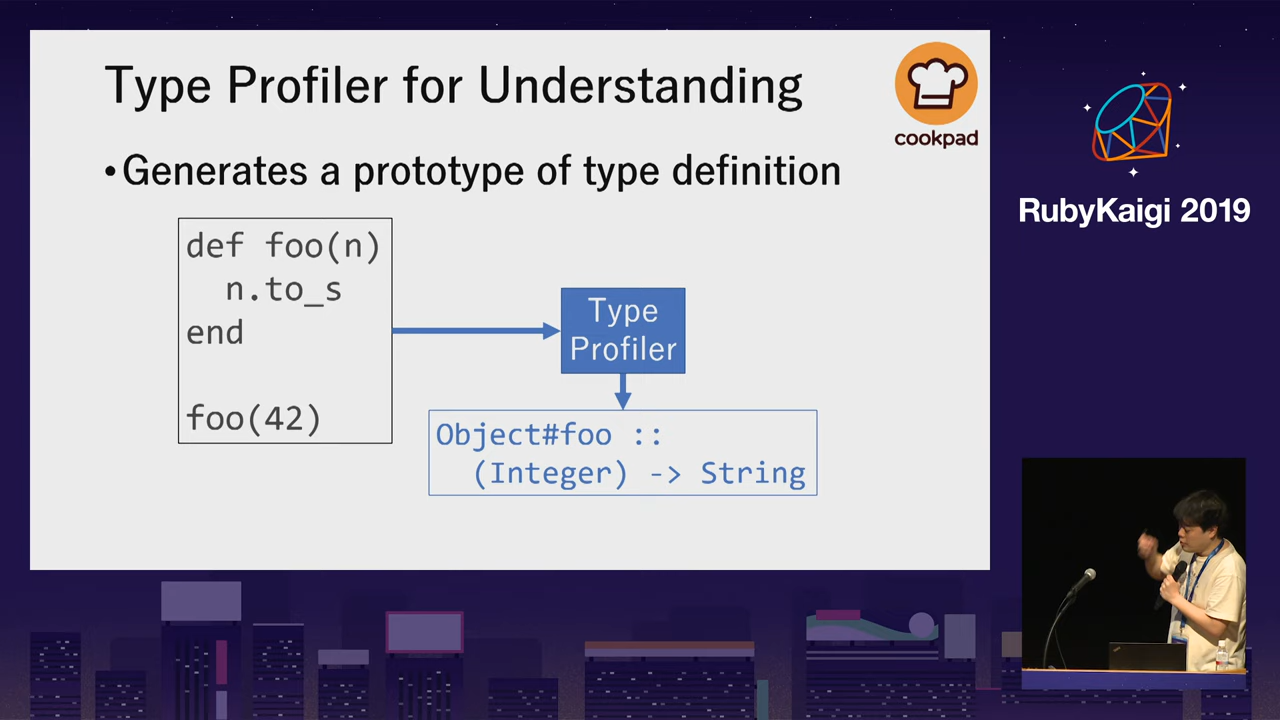 Type Profiler for Understanding
cookpad
•Generates a prototype of type definition
def foo(n)
  n.to_s
end
foo(42)
Type
Profiler
Object#foo ::
  (Integer) -> String
RubyKaigi 2019